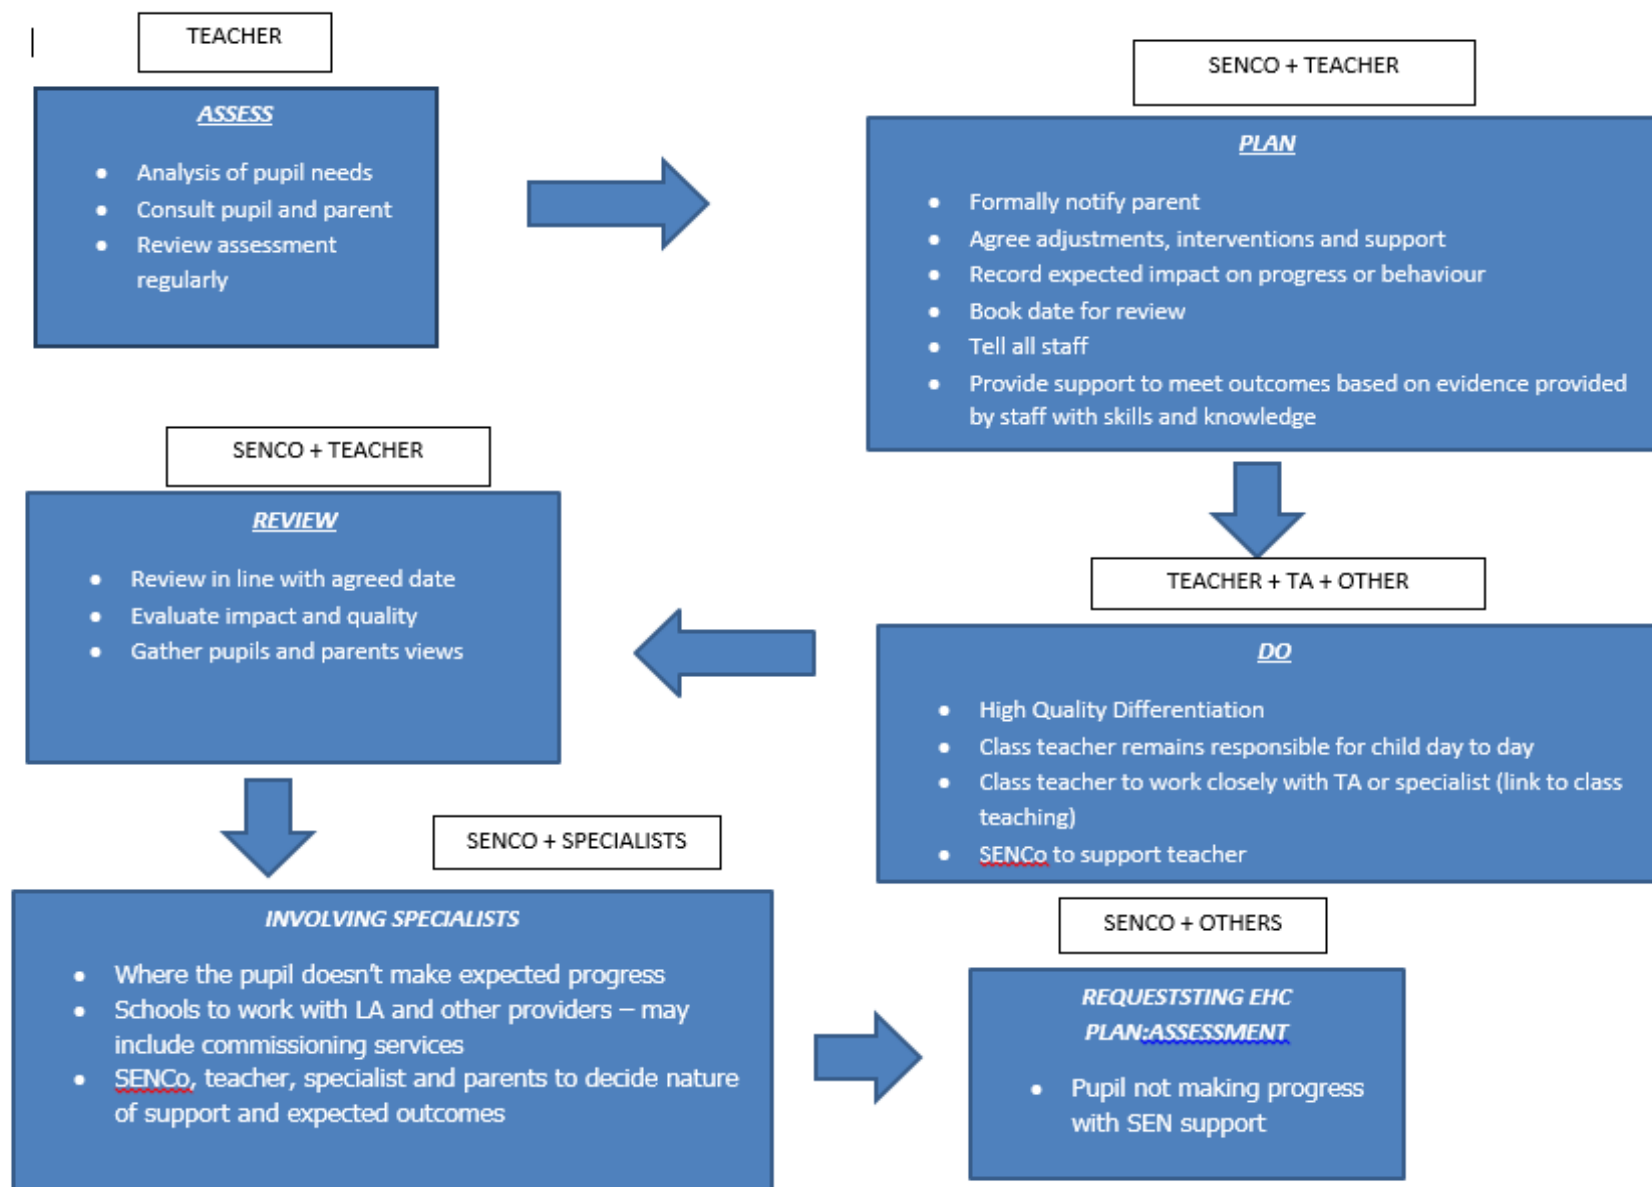 TEACHER
ASSESS
• Analysis of pupil needs
• Consult pupil and parent
• Review assessment
regularly
SENCO + TEACHER
PLAN
• Formally notify parent
• Agree adjustments, interventions and support
• Record expected impact on progress or behaviour
• Book date for review
• Tell all staff
• Provide support to meet outcomes based on evidence provided
by staff with skills and knowledge
TEACHER + TA + OTHER
DO
• High Quality Differentiation
• Class teacher remains responsible for child day to day
• Class teacher to work closely with TA or specialist (link to class
teaching)
• SENCo to support teacher
SENCO + TEACHER
REVIEW
• Review in line with agreed date
• Evaluate impact and quality
• Gather pupils and parents views
SENCO + SPECIALISTS
INVOLVING SPECIALISTS
• Where the pupil doesn't make expected progress
• Schools to work with LA and other providers – may
include commissioning services
• SENCo, teacher, specialist and parents to decide nature
of support and expected outcomes
SENCO + OTHERS
REQUESTSTING EHC
PLAN:ASSESSMENT
• Pupil not making progress
with SEN support